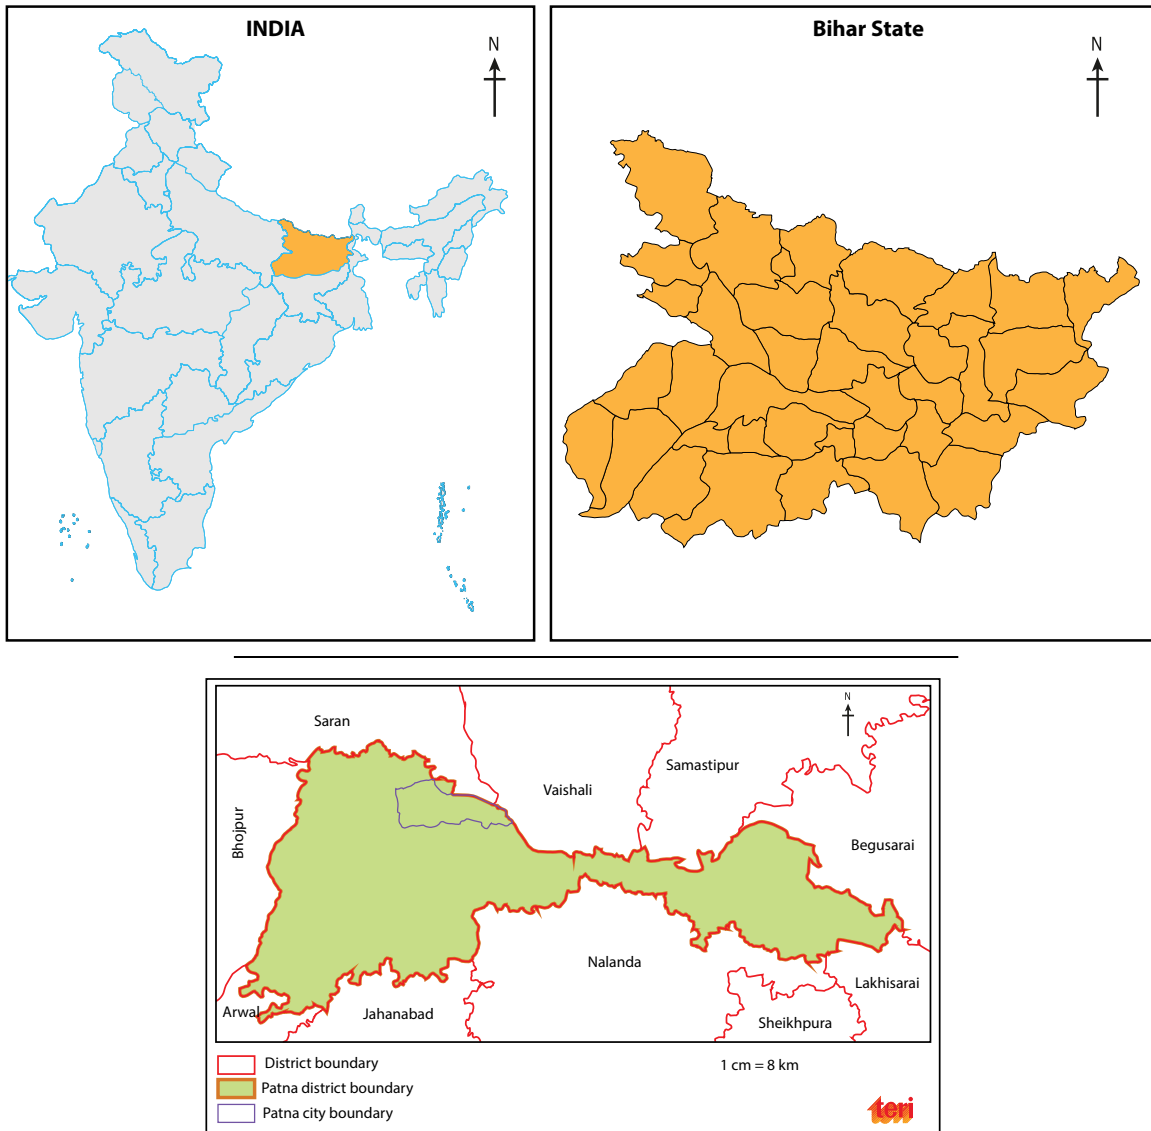 INDIA
N
Bihar State
N
N
Saran
Samastipur
Vaishali
Bhojpur
Begusarai
Nalanda
Lakhisarai
Arwal
Jahanabad
Sheikhpura
District boundary
1 cm = 8 km
Patna district boundary
Patna city boundary
teri